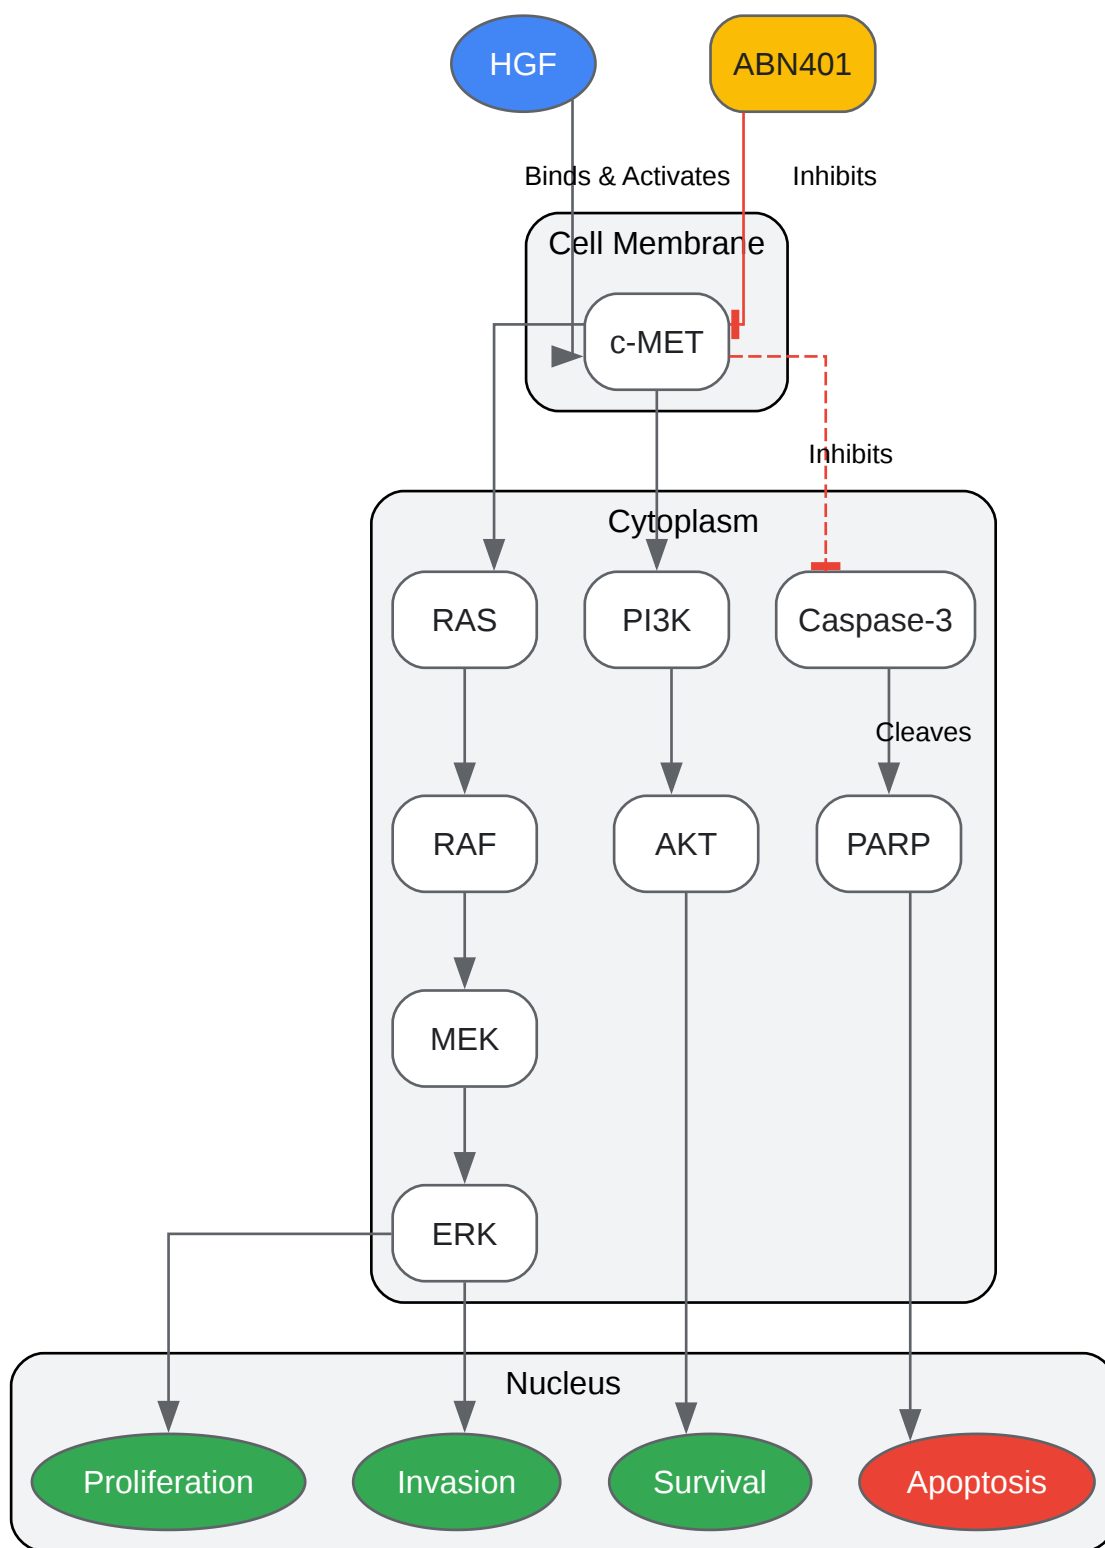 HGF
ABN401
Binds & Activates
Inhibits
Cell Membrane
c-MET
Inhibits
Cytoplasm
RAS
PI3K
Caspase-3
Cleaves
RAF
AKT
PARP
MEK
ERK
Nucleus
Proliferation
Invasion
Survival
Apoptosis